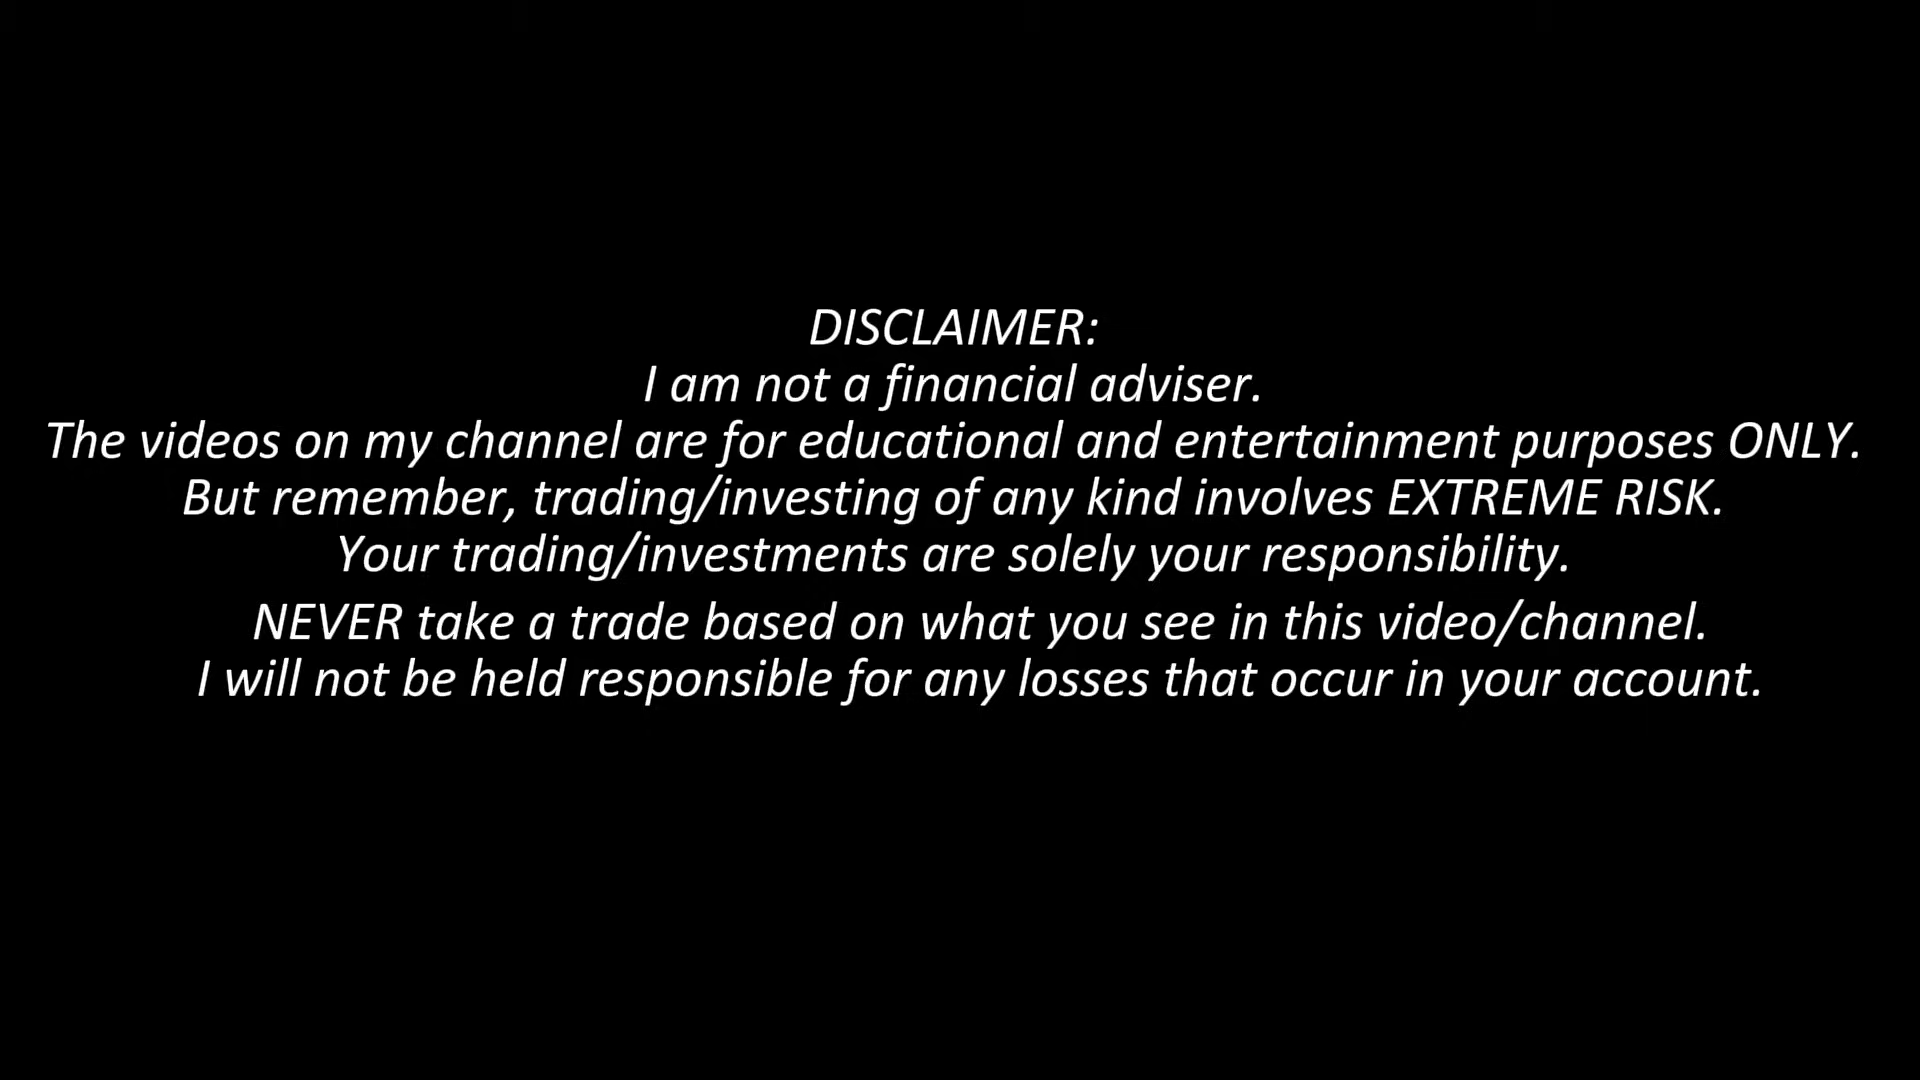 DISCLAIMER:
I am not a financial adviser.
The videos on my channel are for educational and entertainment purposes ONLY.
But remember, trading/investing of any kind involves EXTREME RISK.
Your trading/investments are solely your responsibility.
NEVER take a trade based on what you see in this video/channel.
I will not be held responsible for any losses that occur in your account.